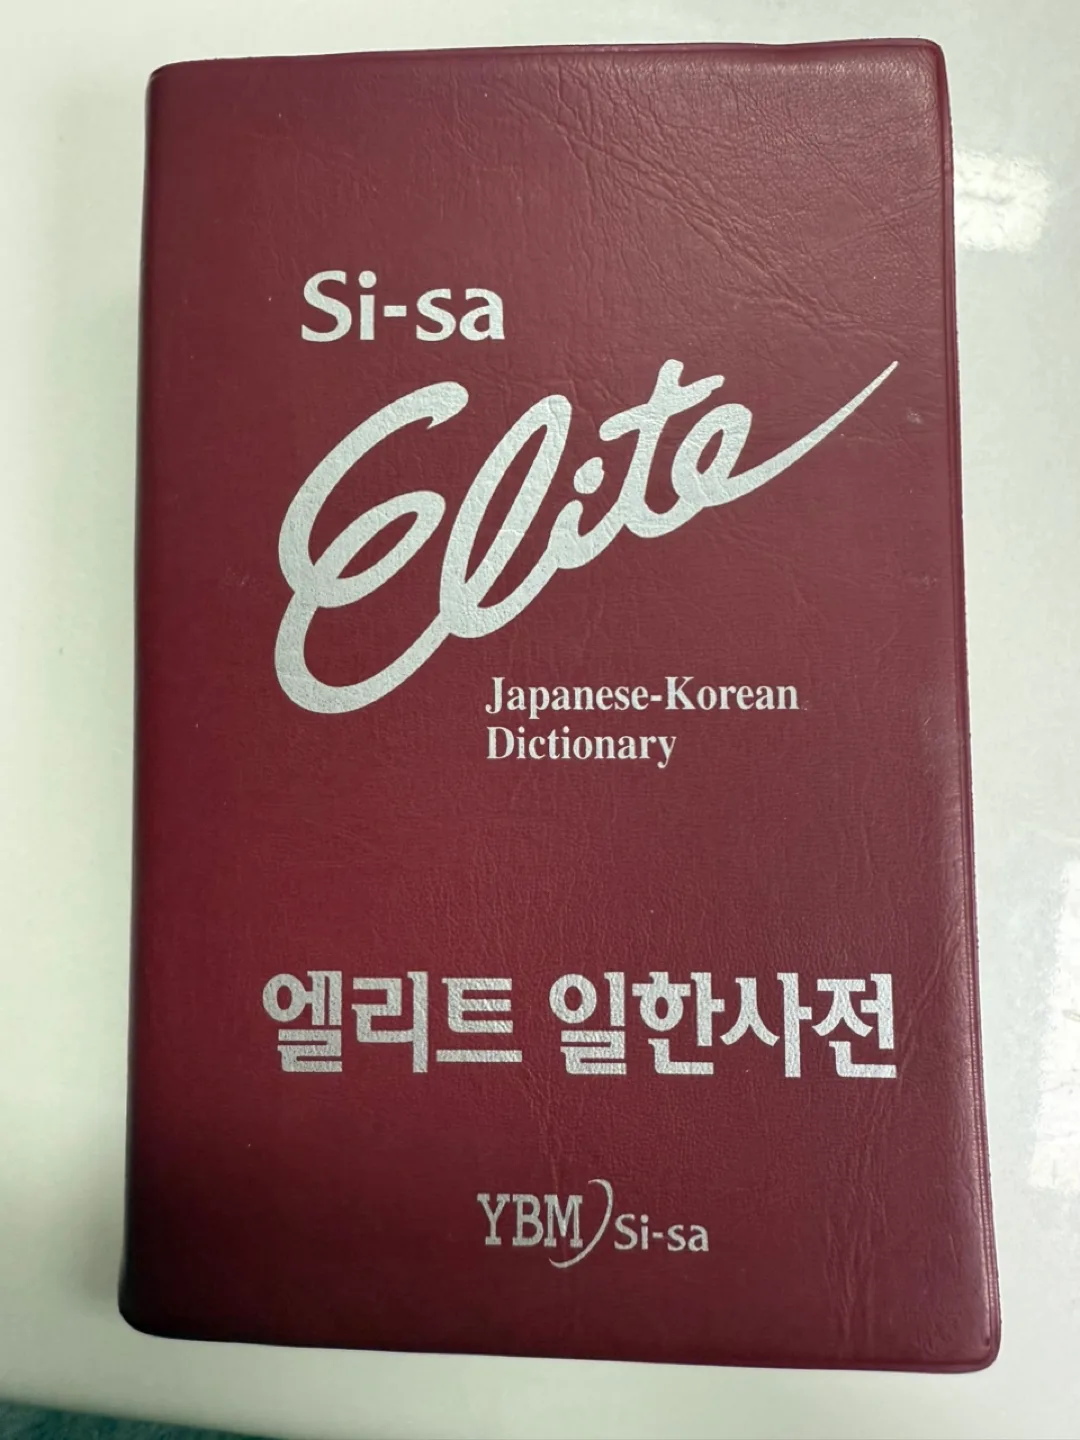 Si-sa
Elite
Japanese-Korean
Dictionary
엘리트 일한사전
YBM Si-sa